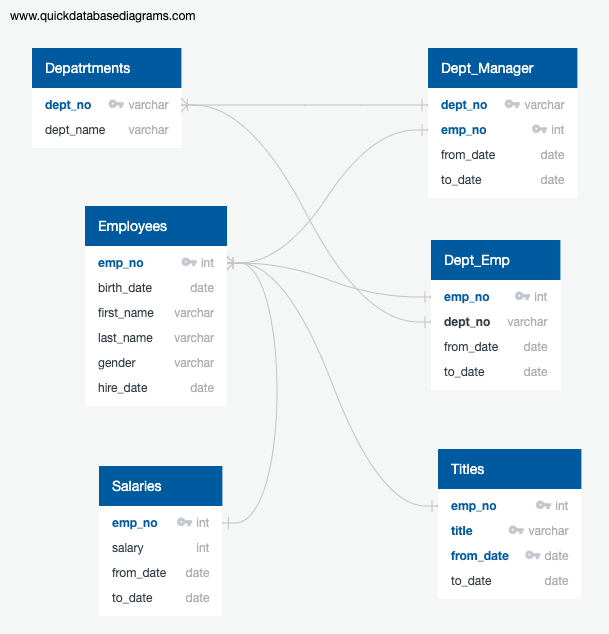 www.quickdatabasediagrams.com
Depatrtments
dept_no varchar
dept_name varchar
Dept_Manager
dept_no varchar
emp_no int
from_date date
to_date date
Employees
emp_no int
birth_date date
first_name varchar
last_name varchar
gender varchar
hire_date date
Dept_Emp
emp_no int
dept_no varchar
from_date date
to_date date
Salaries
emp_no int
salary int
from_date date
to_date date
Titles
emp_no int
title varchar
from_date date
to_date date